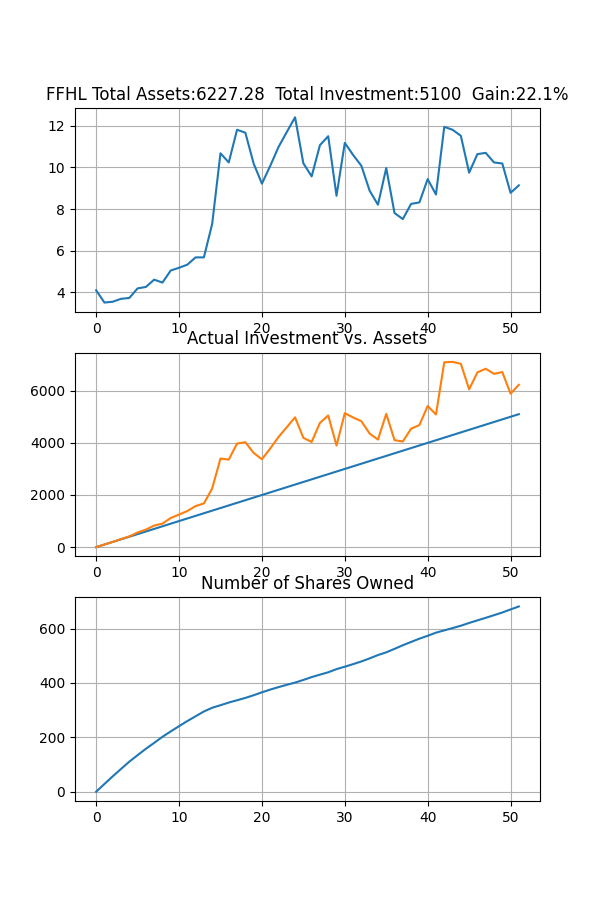 FFHL Total Assets:6227.28  Total Investment:5100  Gain:22.1%
12
10
8
6
4
0 10 20 30 40 50
Actual Investment vs. Assets
6000
4000
2000
0
0 10 20 30 40 50
Number of Shares Owned
600
400
200
0
0 10 20 30 40 50